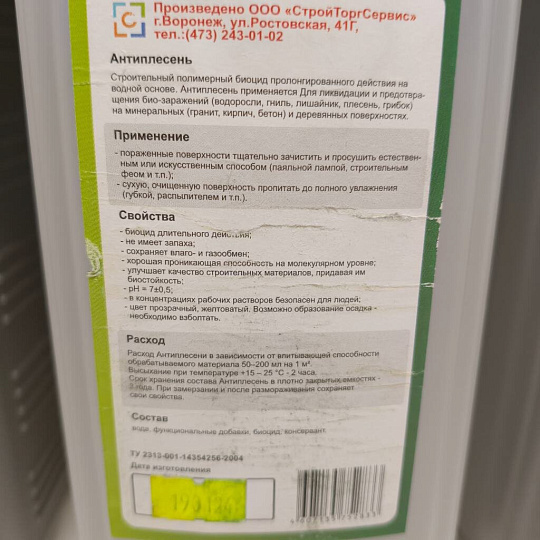 Произведено ООО «СтройТоргСервис»
г.Воронеж, ул.Ростовская, 41Г,
тел.:(473) 243-01-02
Антиплесень
Строительный полимерный биоцид пролонгированного действия на
водной основе. Антиплесень применяется Для ликвидации и предотвра-
щения био-заражений (водоросли, гниль, лишайник, плесень, грибок)
на минеральных (гранит, кирпич, бетон) и деревянных поверхностях.
Применение
- пораженные поверхности тщательно зачистить и просушить естествен-
ным или искусственным способом (паяльной лампой, строительным
феом и т.п.);
- сухую, очищенную поверхность пропитать до полного увлажнения
(губкой, распылителем и т.п.).
Свойства
- биоцид длительного действия;
- не имеет запаха;
- сохраняет влаго- и газообмен;
- хорошая проникающая способность на молекулярном уровне;
- улучшает качество строительных материалов, придавая им
биостойкость;
- pH = 7±0,5;
- в концентрациях рабочих растворов безопасен для людей;
- цвет прозрачный, желтоватый. Возможно образование осадка -
необходимо взболтать.
Расход
Расход Антиплесени в зависимости от впитывающей способности
обрабатываемого материала 50–200 мл на 1 м².
Высыхание при температуре +15 – 25 °C - 2 часа.
Срок хранения состава Антиплесень в плотно закрытых емкостях -
3 года. При замерзании и после размораживания сохраняет
свои свойства.
Состав
вода, функциональные добавки, биоцид, консервант.
ТУ 2313-001-14354256-2004
Дата изготовления